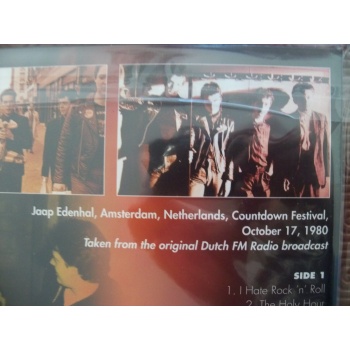 Jaap Edenhal, Amsterdam, Netherlands, Countdown Festival,
October 17, 1980
Taken from the original Dutch FM Radio broadcast
SIDE 1
1. I Hate Rock 'n' Roll
2. The Holy Hour